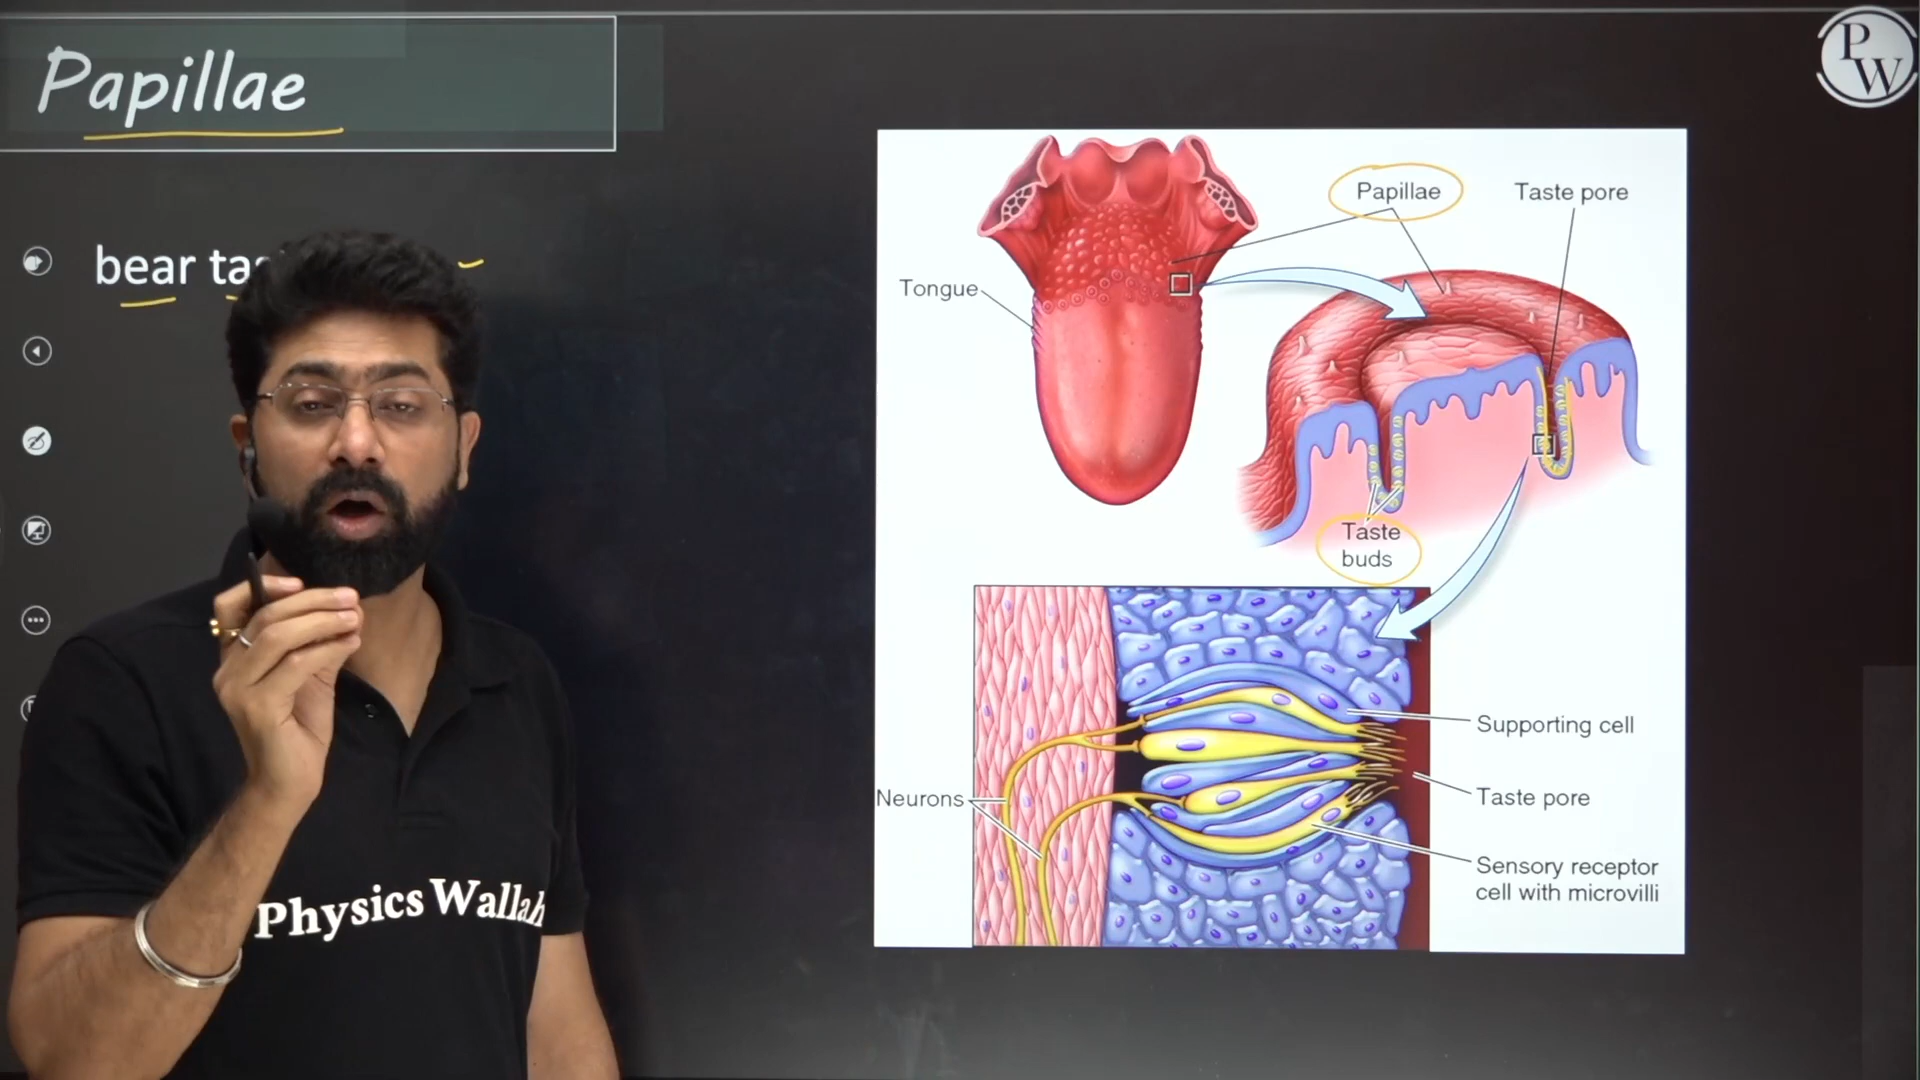 Papillae
P
W
bear
Papillae
Taste pore
Tongue
Taste
buds
Supporting cell
Neurons
Taste pore
Sensory receptor
cell with microvilli
Physics Wallah